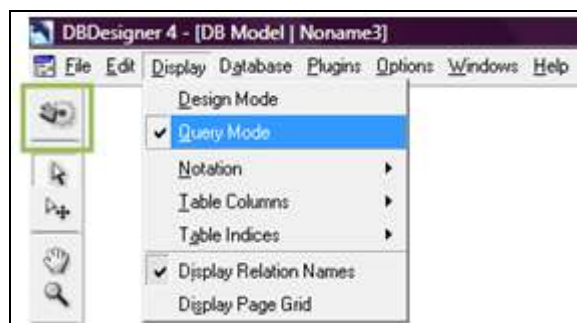 DBDesigner 4 - [DB Model | Noname3]
File Edit Display Database Plugins Options Windows Help
Design Mode
Query Mode
Notation
Table Columns
Table Indices
Display Relation Names
Display Page Grid